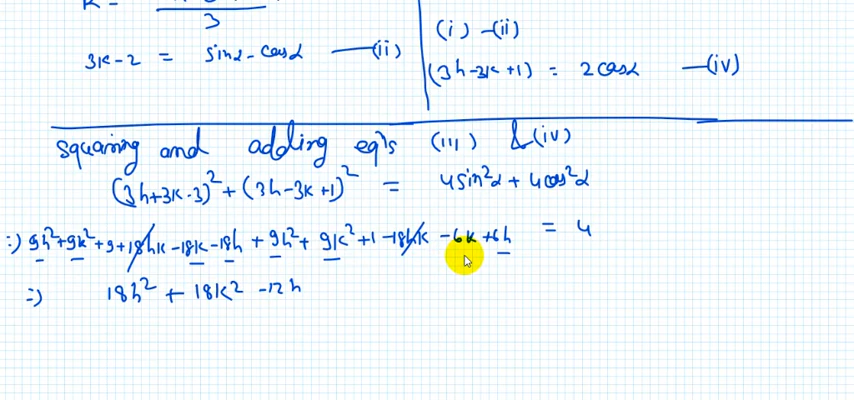 3
3k-2 = sinα - cosα —(ii)
(i) -(ii)
(3h-3k+1) = 2cosα —(iv)
squaring and adding eq's (iii) &(iv)
(3h+3k-3)²+(3h-3k+1)² = 4sin²α + 4cos²α
=) 9h²+9k²+9+18hk-18k-18h + 9h²+ 9k²+1-18hk -6k+6h = 4
=) 18h² + 18k² -12h